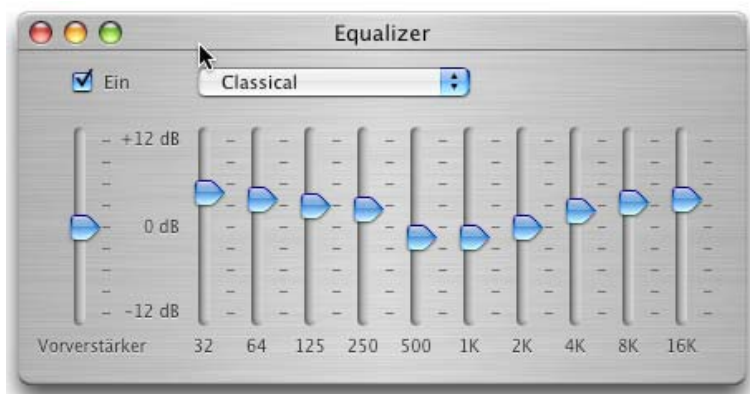 Equalizer
Ein
Classical
+12 dB
0 dB
-12 dB
Vorverstärker 32 64 125 250 500 1K 2K 4K 8K 16K